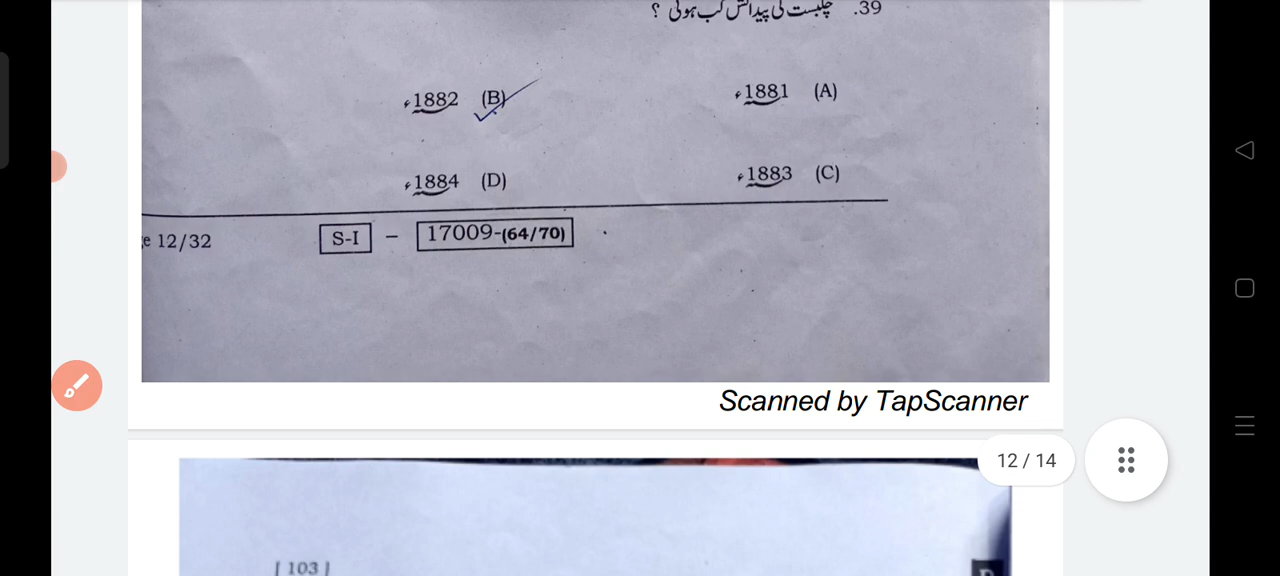 39. چکبست کی پیدائش کب ہوئی ؟
(A) 1881ء (B) 1882ء
(C) 1883ء (D) 1884ء
12/32 S-I – 17009-(64/70)
Scanned by TapScanner
12 / 14
[ 103 ]